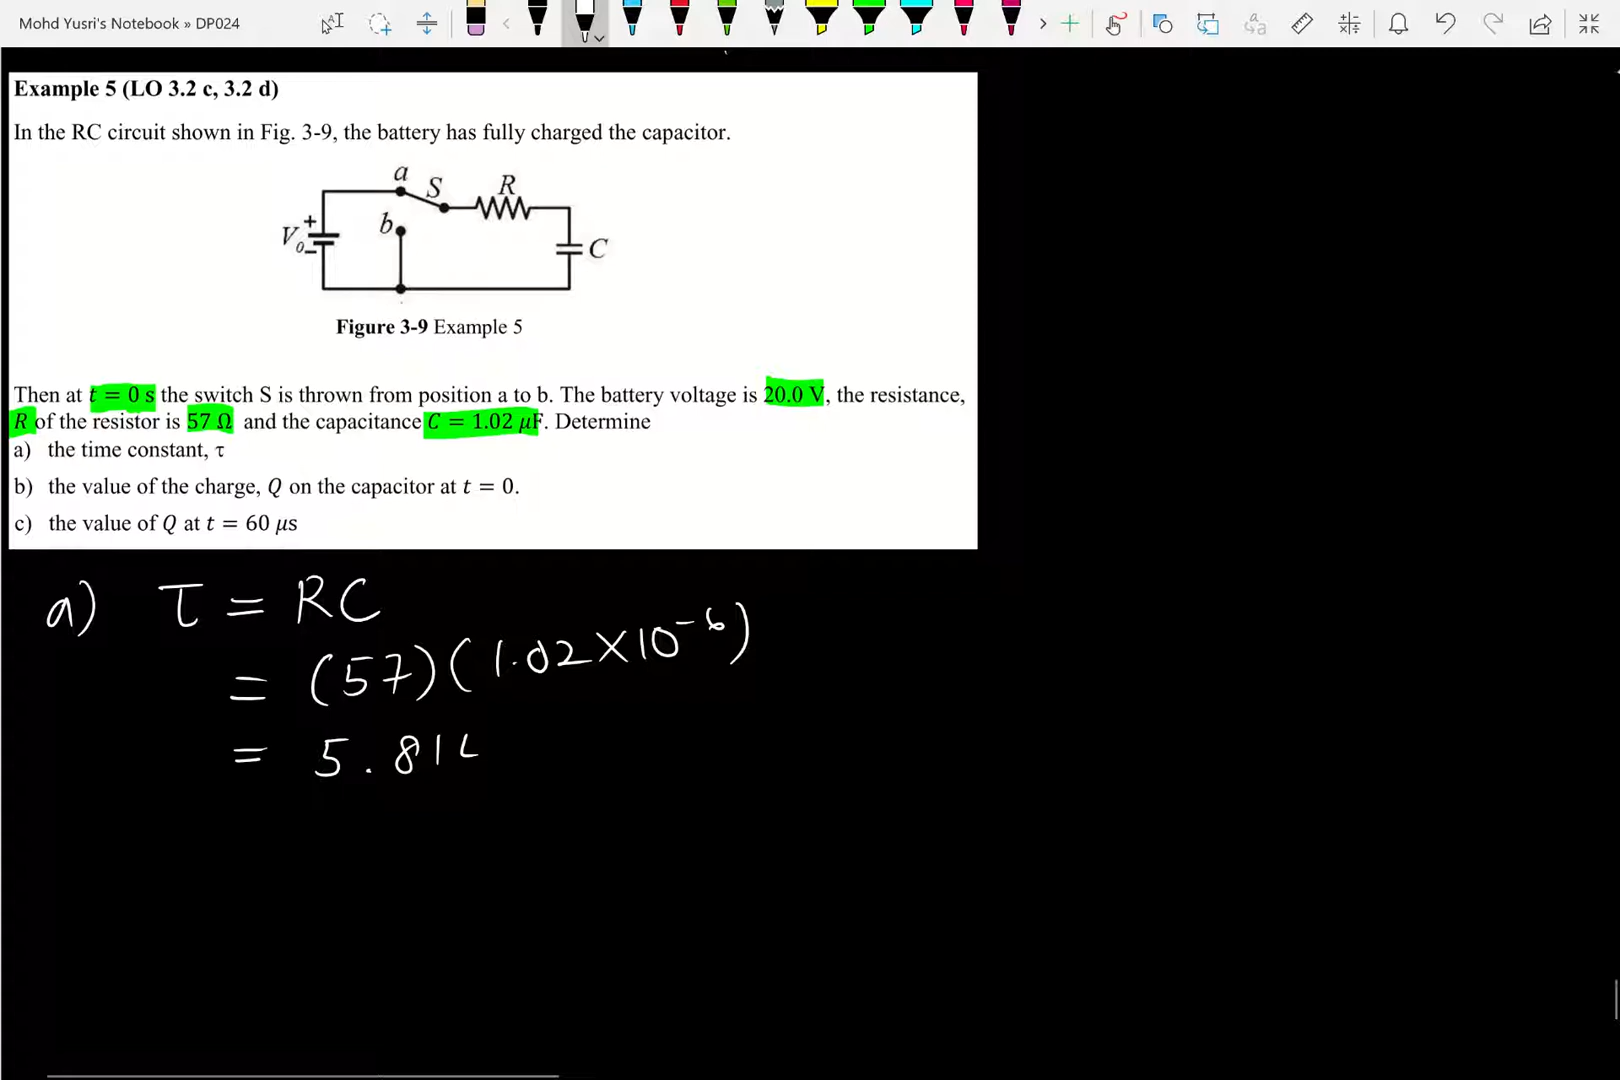 Mohd Yusri's Notebook » DP024
Example 5 (LO 3.2 c, 3.2 d)
In the RC circuit shown in Fig. 3-9, the battery has fully charged the capacitor.
a
S
R
b
V₀
+
−
C
Figure 3-9 Example 5
Then at t = 0 s the switch S is thrown from position a to b. The battery voltage is 20.0 V, the resistance,
R of the resistor is 57 Ω and the capacitance C = 1.02 μF. Determine
a) the time constant, τ
b) the value of the charge, Q on the capacitor at t = 0.
c) the value of Q at t = 60 μs
a) τ = RC
= (57)(1.02×10⁻⁶)
= 5.81